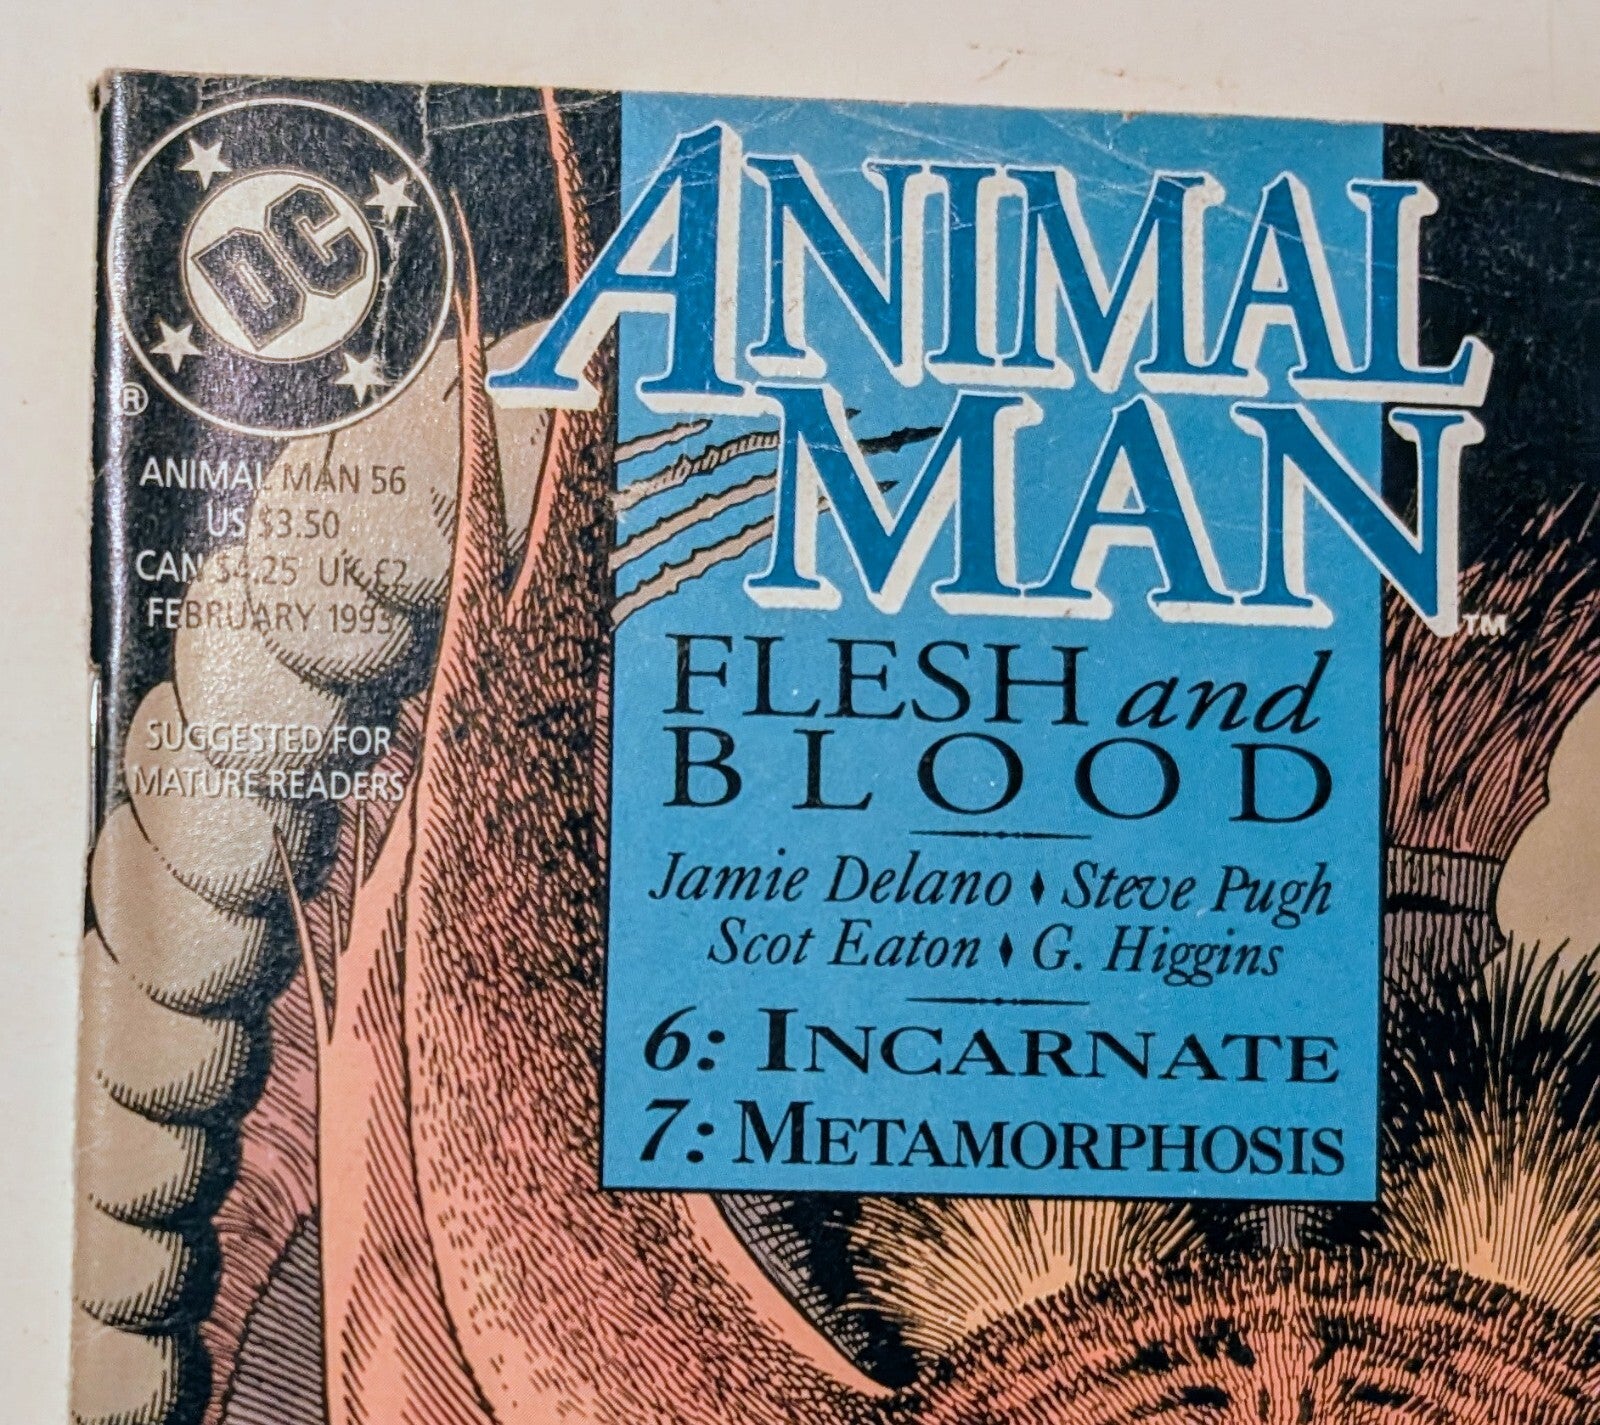 DC
®
ANIMAL MAN 56
US $3.50
CAN $4.25 UK £2
FEBRUARY 1993
SUGGESTED FOR
MATURE READERS
ANIMAL
MAN
TM
FLESH and
BLOOD
Jamie Delano ♦ Steve Pugh
Scot Eaton ♦ G. Higgins
6: INCARNATE
7: METAMORPHOSIS